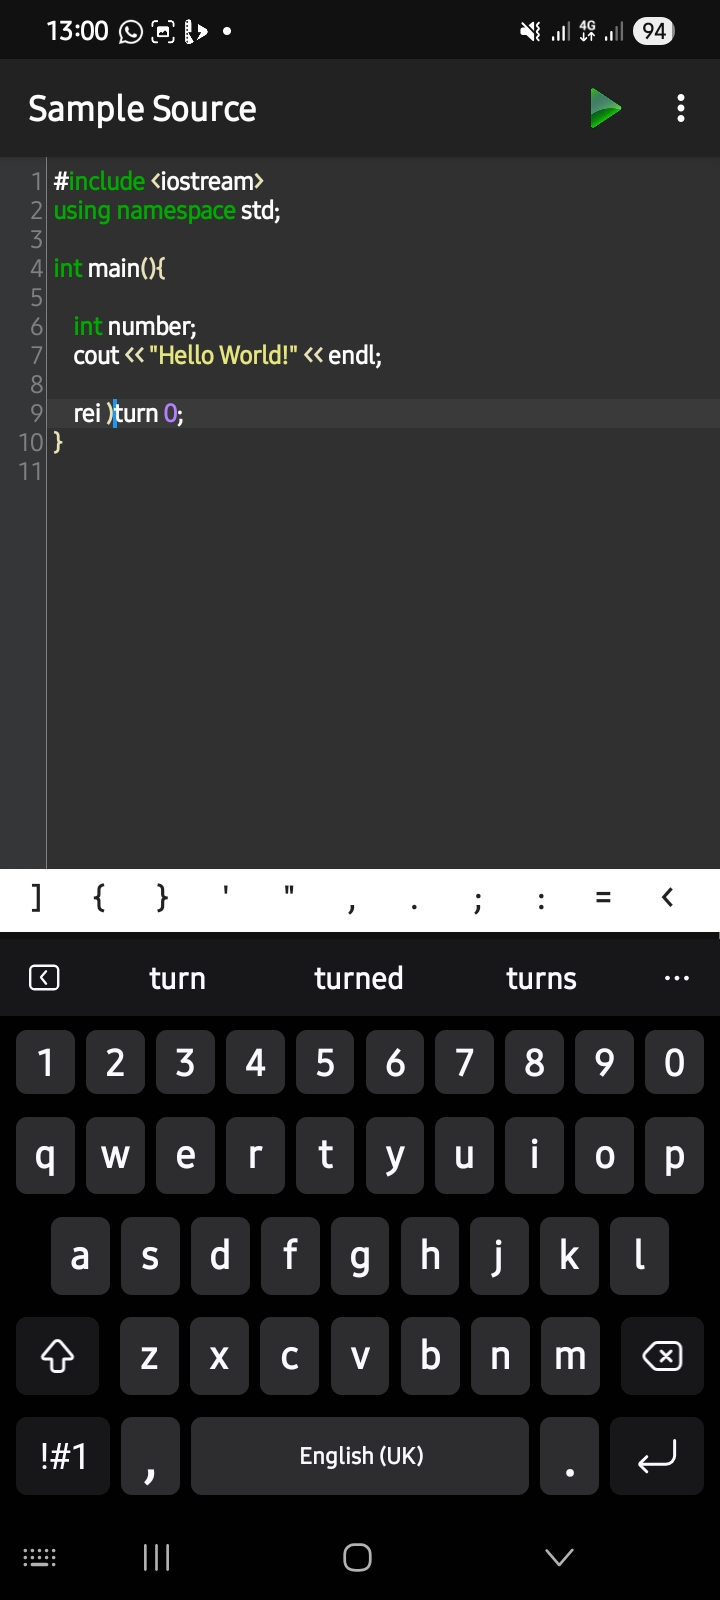 13:00 4G 94
Sample Source
1 #include <iostream>
2 using namespace std;
3
4 int main(){
5
6 int number;
7 cout << "Hello World!" << endl;
8
9 rei )turn 0;
10 }
11
] { } ' " , . ; : = <
turn turned turns ...
1 2 3 4 5 6 7 8 9 0
q w e r t y u i o p
a s d f g h j k l
z x c v b n m
!#1 , English (UK) .